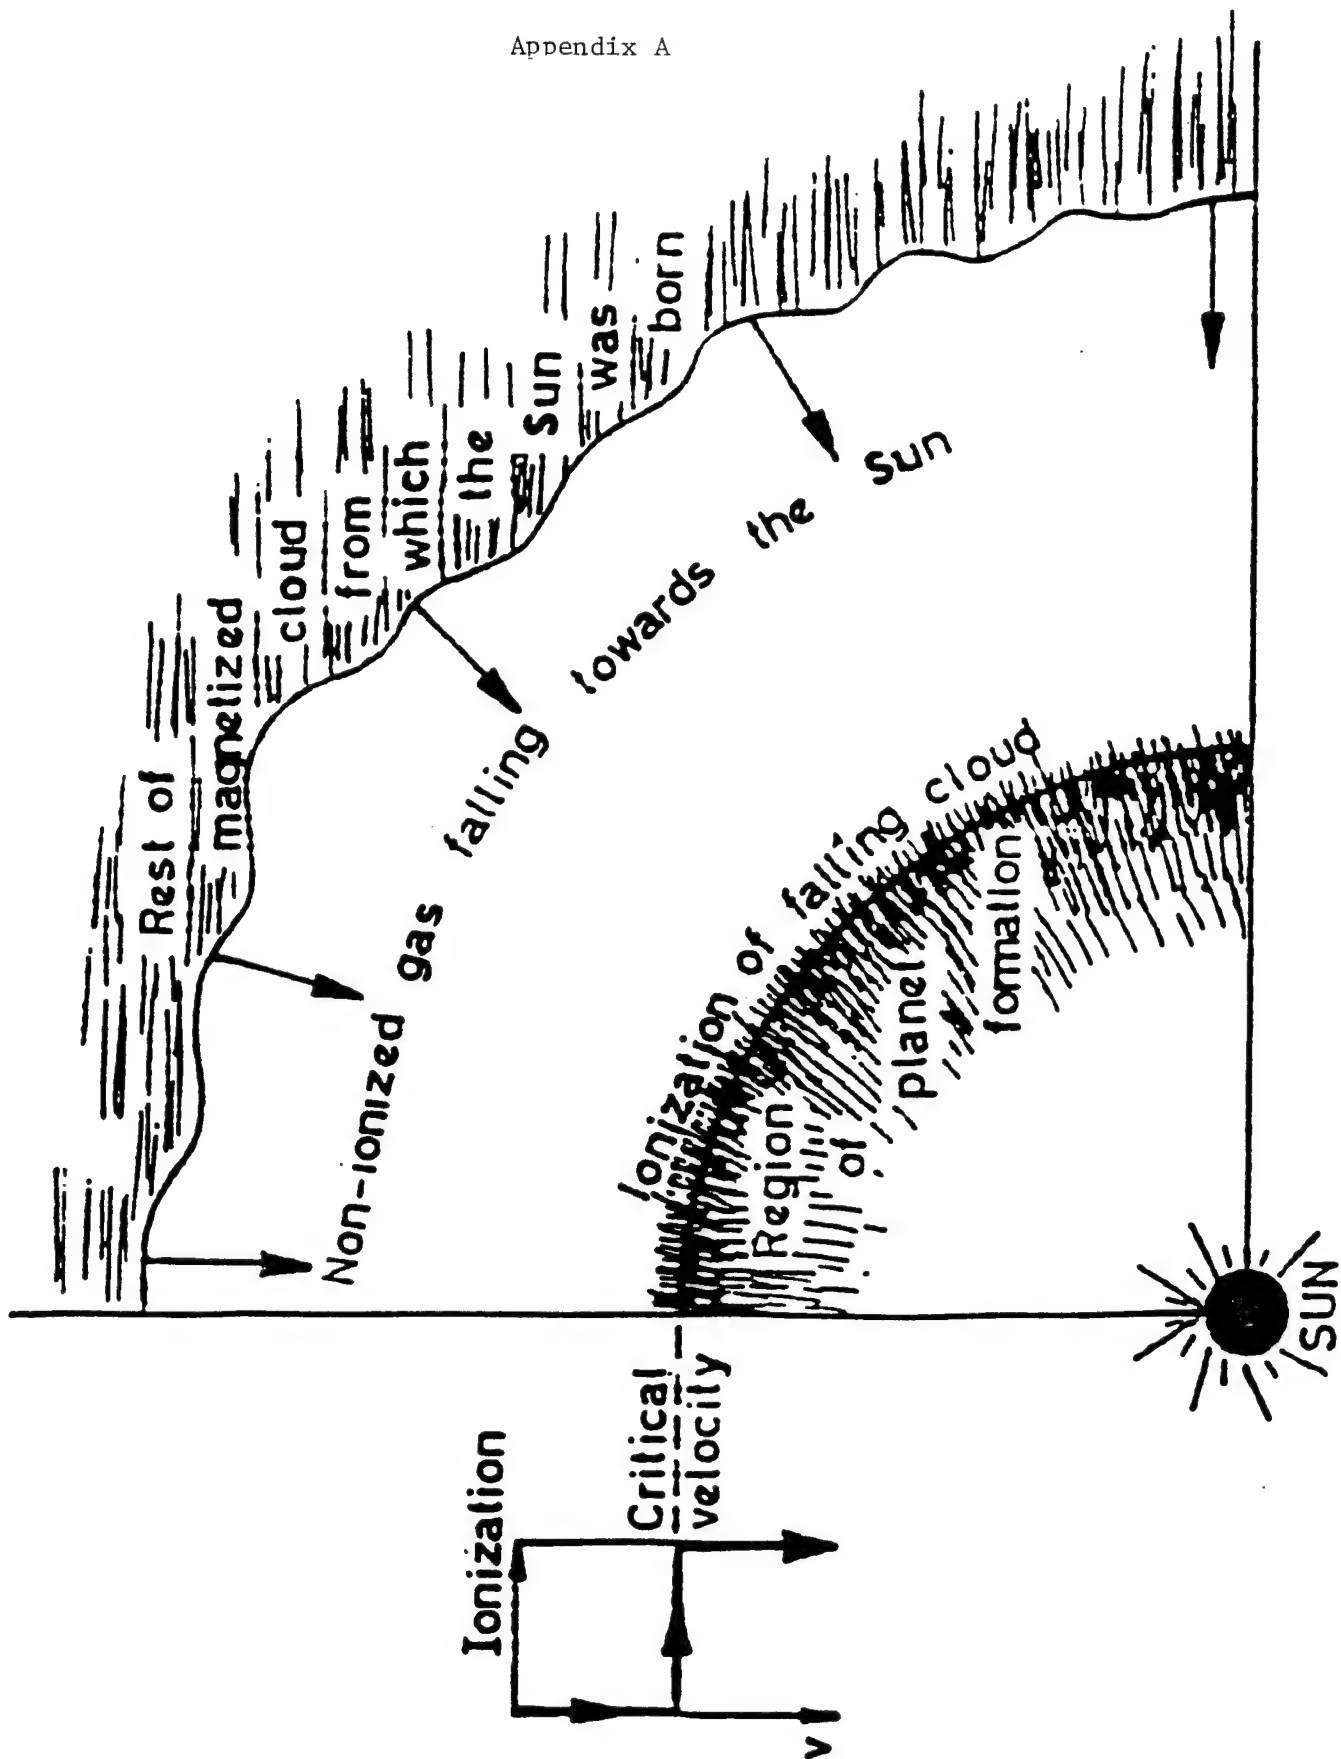 Appendix A
Rest of
magnetized
cloud
from
which
the
Sun
was
born
Non-ionized gas falling towards the Sun
Ionization of falling cloud
Region
of
planet
formation
Ionization
Critical
velocity
v
SUN